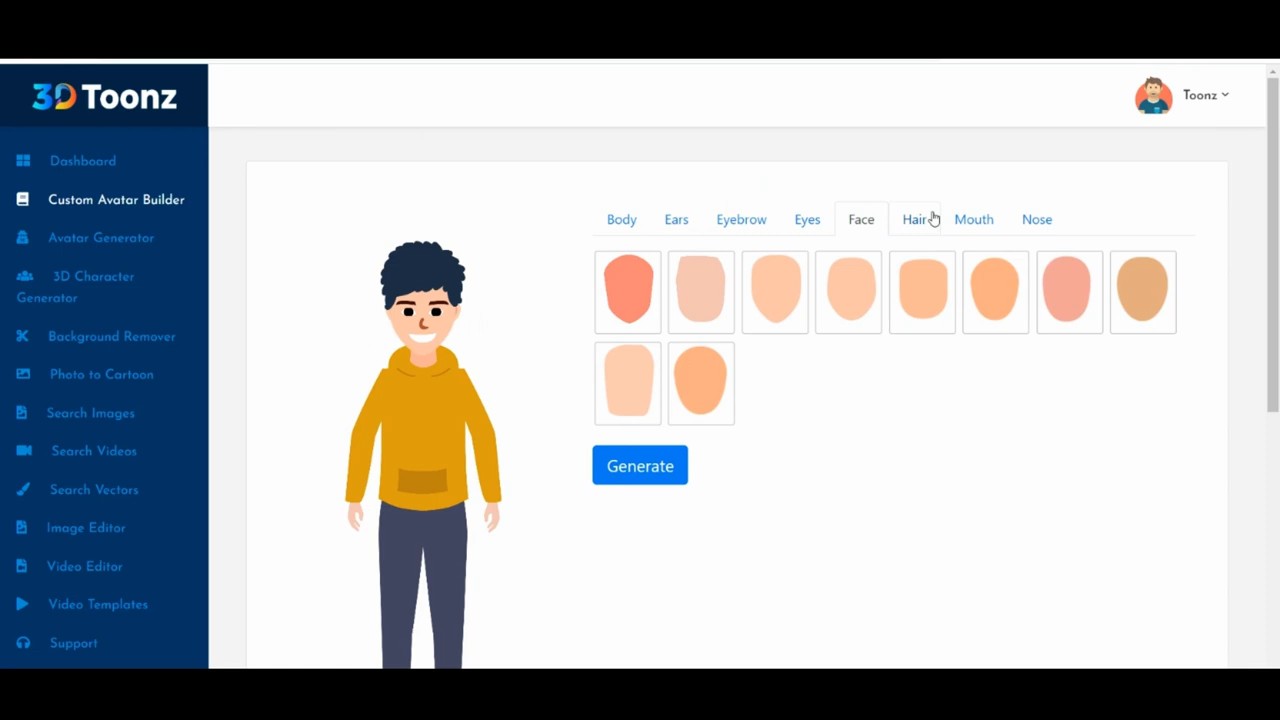 3D Toonz
Toonz
Dashboard
Custom Avatar Builder
Avatar Generator
3D Character
Generator
Background Remover
Photo to Cartoon
Search Images
Search Videos
Search Vectors
Image Editor
Video Editor
Video Templates
Support
Body Ears Eyebrow Eyes Face Hair Mouth Nose
Generate